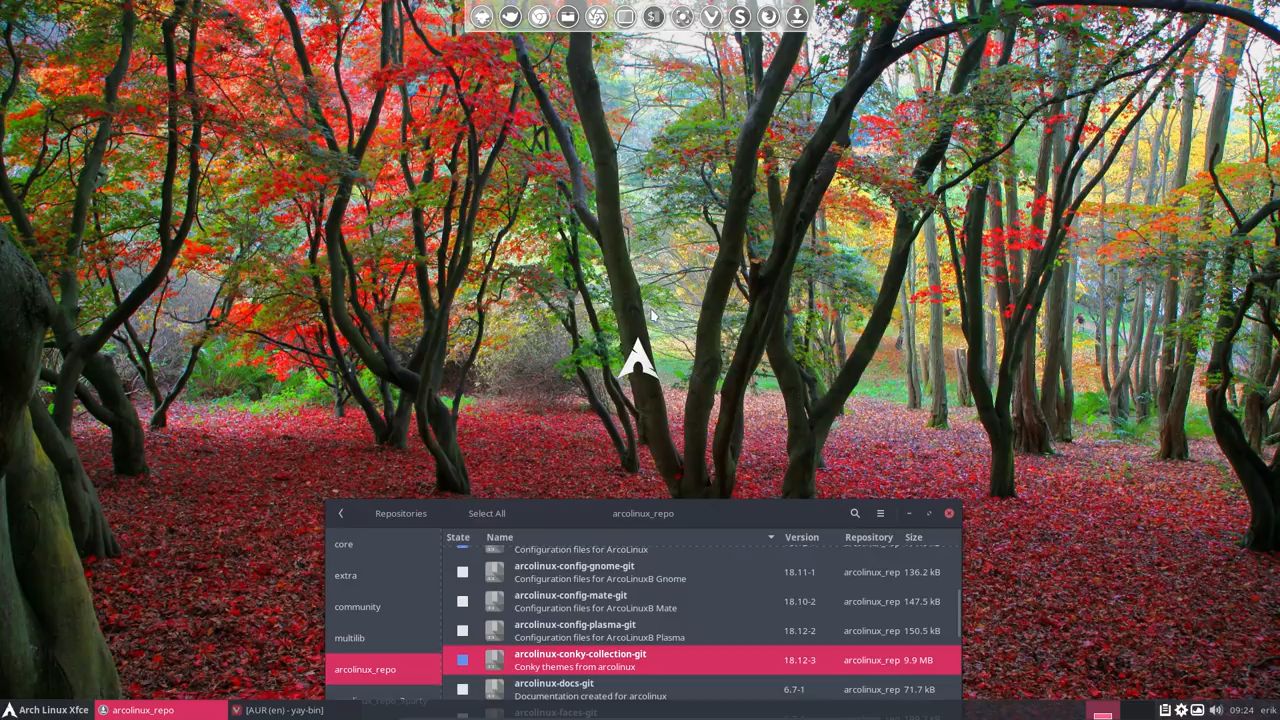 $
V
S
Repositories Select All arcolinux_repo
State Name Version Repository Size
core
extra
community
multilib
arcolinux_repo
Configuration files for ArcoLinux
arcolinux-config-gnome-git
Configuration files for ArcoLinuxB Gnome
18.11-1 arcolinux_rep 136.2 kB
arcolinux-config-mate-git
Configuration files for ArcoLinuxB Mate
18.10-2 arcolinux_rep 147.5 kB
arcolinux-config-plasma-git
Configuration files for ArcoLinuxB Plasma
18.12-2 arcolinux_rep 150.5 kB
arcolinux-conky-collection-git
Conky themes from arcolinux
18.12-3 arcolinux_rep 9.9 MB
arcolinux-docs-git
Documentation created for arcolinux
6.7-1 arcolinux_rep 71.7 kB
arcolinux-faces-git
Arch Linux Xfce arcolinux_repo [AUR (en) - yay-bin] 09:24 erik